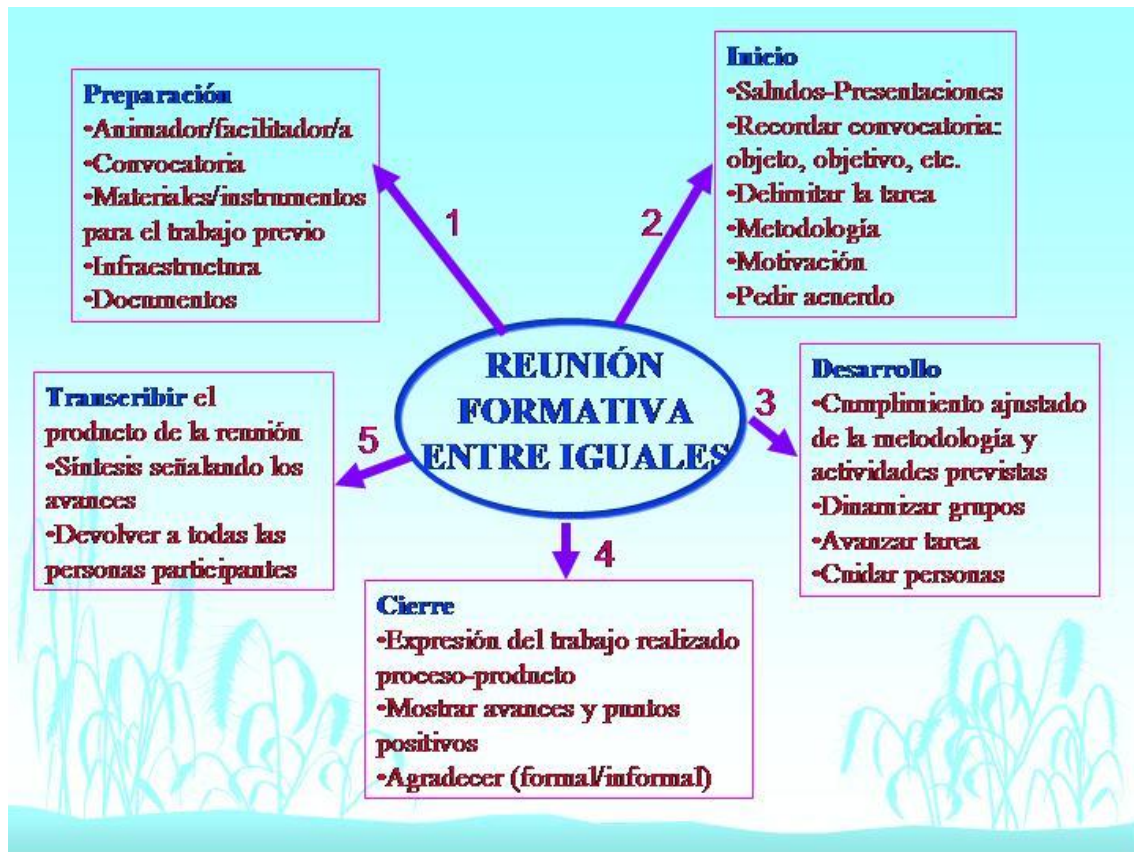 REUNIÓN
FORMATIVA
ENTRE IGUALES
1
Preparación
•Animador/facilitador/a
•Convocatoria
•Materiales/instrumentos
para el trabajo previo
•Infraestructura
•Documentos
2
Inicio
•Saludos-Presentaciones
•Recordar convocatoria:
objeto, objetivo, etc.
•Delimitar la tarea
•Metodología
•Motivación
•Pedir acuerdo
3
Desarrollo
•Cumplimiento ajustado
de la metodología y
actividades previstas
•Dinamizar grupos
•Avanzar tarea
•Cuidar personas
4
Cierre
•Expresión del trabajo realizado
proceso-producto
•Mostrar avances y puntos
positivos
•Agradecer (formal/informal)
5
Transcribir el
producto de la reunión
•Síntesis señalando los
avances
•Devolver a todas las
personas participantes